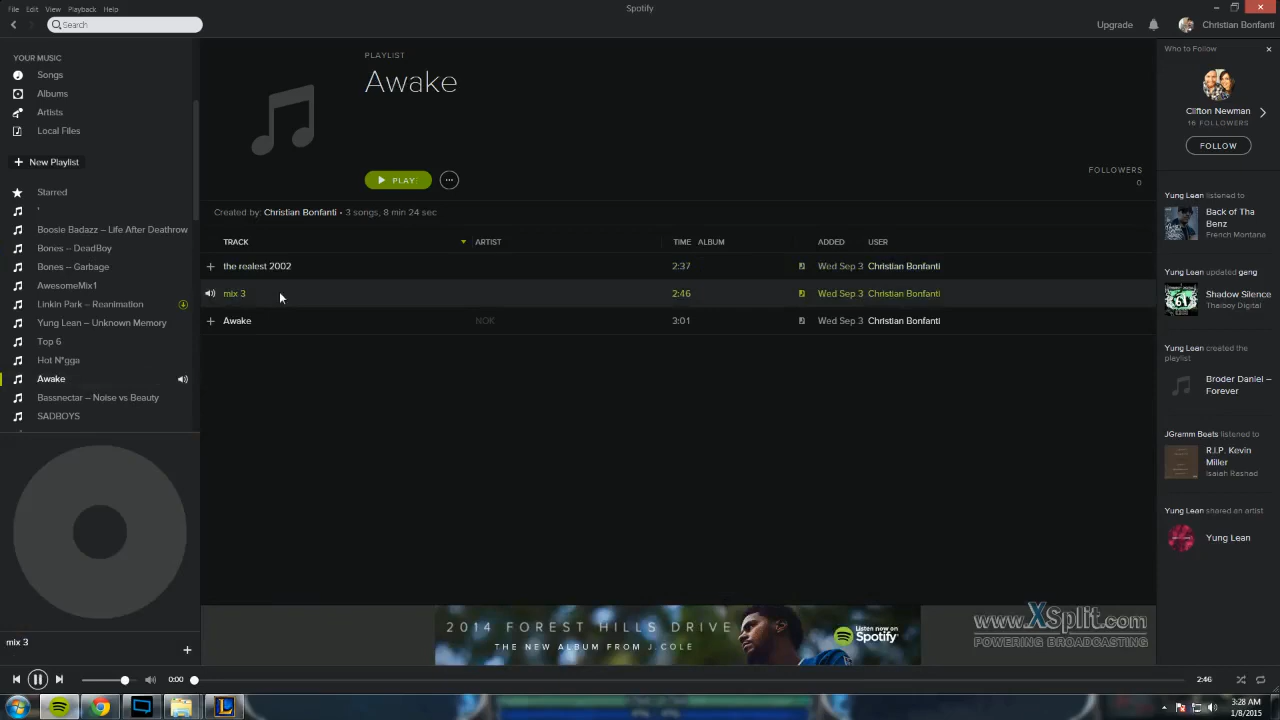 File Edit View Playback Help
Spotify
Search
Upgrade
Christian Bonfanti
YOUR MUSIC
Songs
Albums
Artists
Local Files
New Playlist
Starred
'
Boosie Badazz – Life After Deathrow
Bones – DeadBoy
Bones – Garbage
AwesomeMix1
Linkin Park – Reanimation
Yung Lean – Unknown Memory
Top 6
Hot N*gga
Awake
Bassnectar – Noise vs Beauty
SADBOYS
mix 3
PLAYLIST
Awake
PLAY
FOLLOWERS
0
Created by: Christian Bonfanti • 3 songs, 8 min 24 sec
TRACK ARTIST TIME ALBUM ADDED USER
the realest 2002 2:37 Wed Sep 3 Christian Bonfanti
mix 3 2:46 Wed Sep 3 Christian Bonfanti
Awake NOK 3:01 Wed Sep 3 Christian Bonfanti
2014 FOREST HILLS DRIVE
THE NEW ALBUM FROM J.COLE
Listen now on
Spotify
www.XSplit.com
POWERING BROADCASTING
Who to Follow
Clifton Newman
16 FOLLOWERS
FOLLOW
Yung Lean listened to
Back of Tha
Benz
French Montana
Yung Lean updated gang
Shadow Silence
Thaiboy Digital
Yung Lean created the
playlist
Broder Daniel –
Forever
JGramm Beats listened to
R.I.P. Kevin
Miller
Isaiah Rashad
Yung Lean shared an artist
Yung Lean
0:00
2:46
3:28 AM
1/8/2015